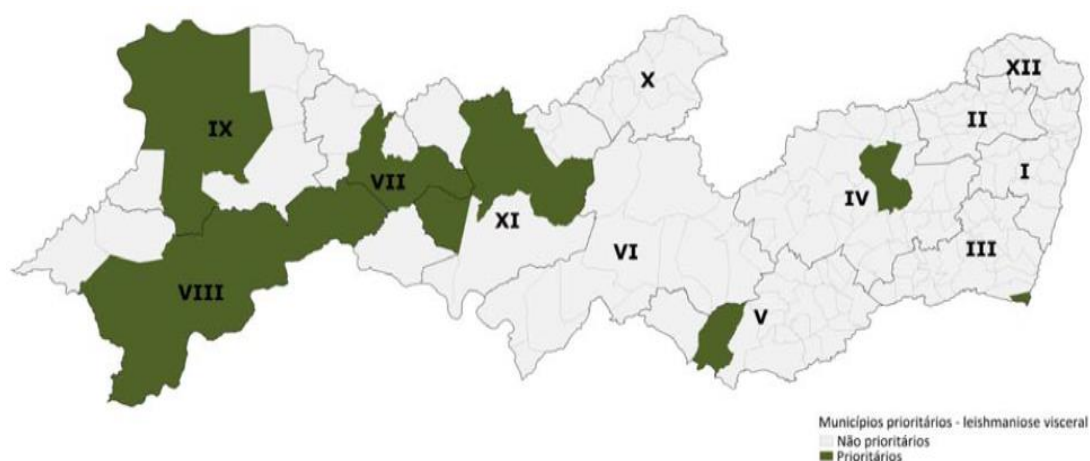 XII
X
II
IX
I
VII
IV
XI
III
VI
VIII
V
Municípios prioritários - leishmaniose visceral
Não prioritários
Prioritários